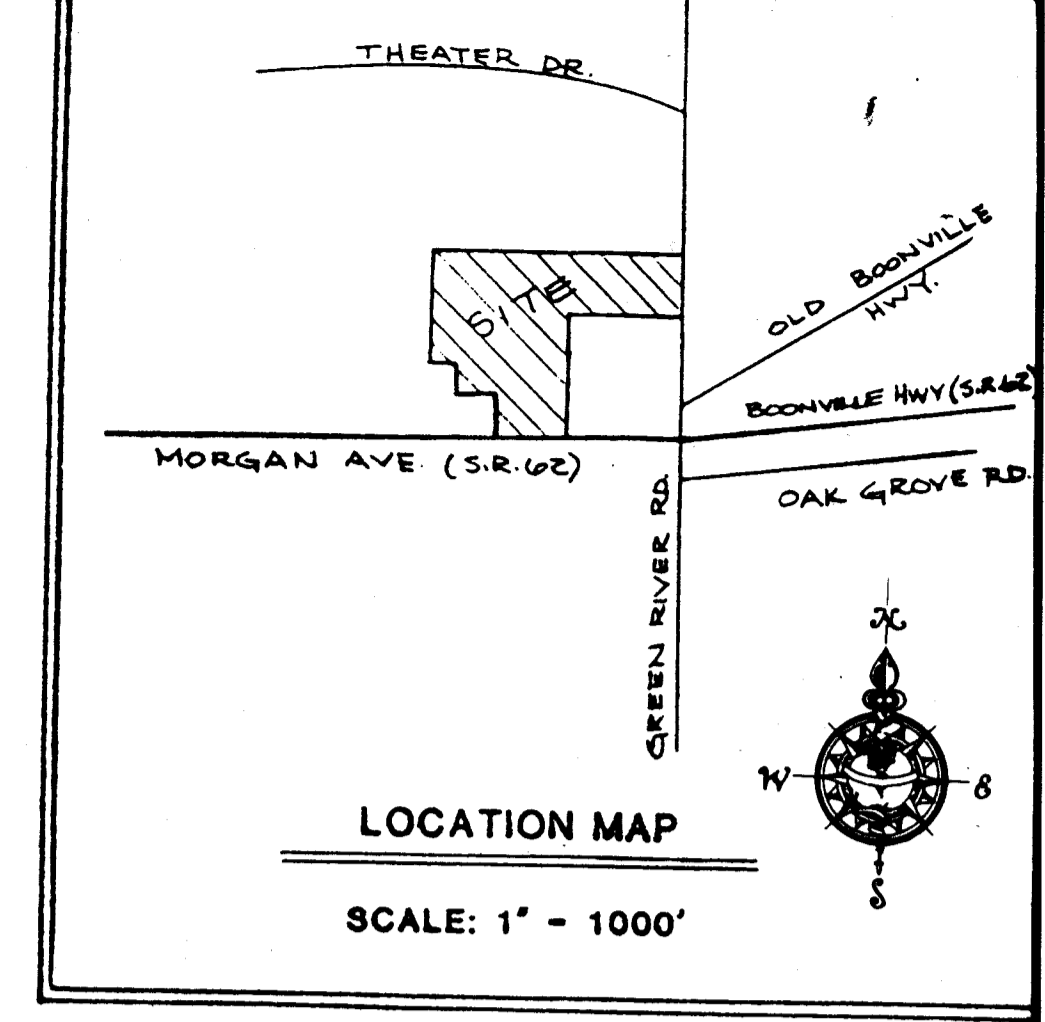 THEATER DR.
OLD BOONVILLE
HWY.
SITE
BOONVILLE HWY (S.R.62)
MORGAN AVE. (S.R.62)
OAK GROVE RD.
GREEN RIVER RD.
N
W
E
S
LOCATION MAP
SCALE: 1" - 1000'